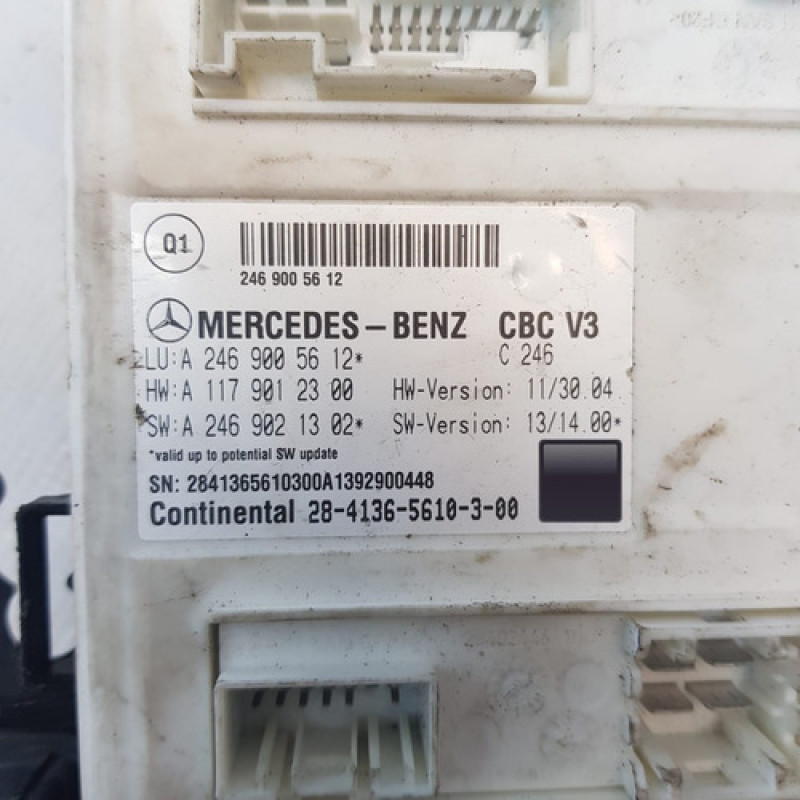 Q1
246 900 56 12
MERCEDES-BENZ CBC V3
LU:A 246 900 56 12* C 246
HW:A 117 901 23 00 HW-Version: 11/30.04
SW:A 246 902 13 02* SW-Version: 13/14.00*
*valid up to potential SW update
SN: 2841365610300A1392900448
Continental 28-4136-5610-3-00